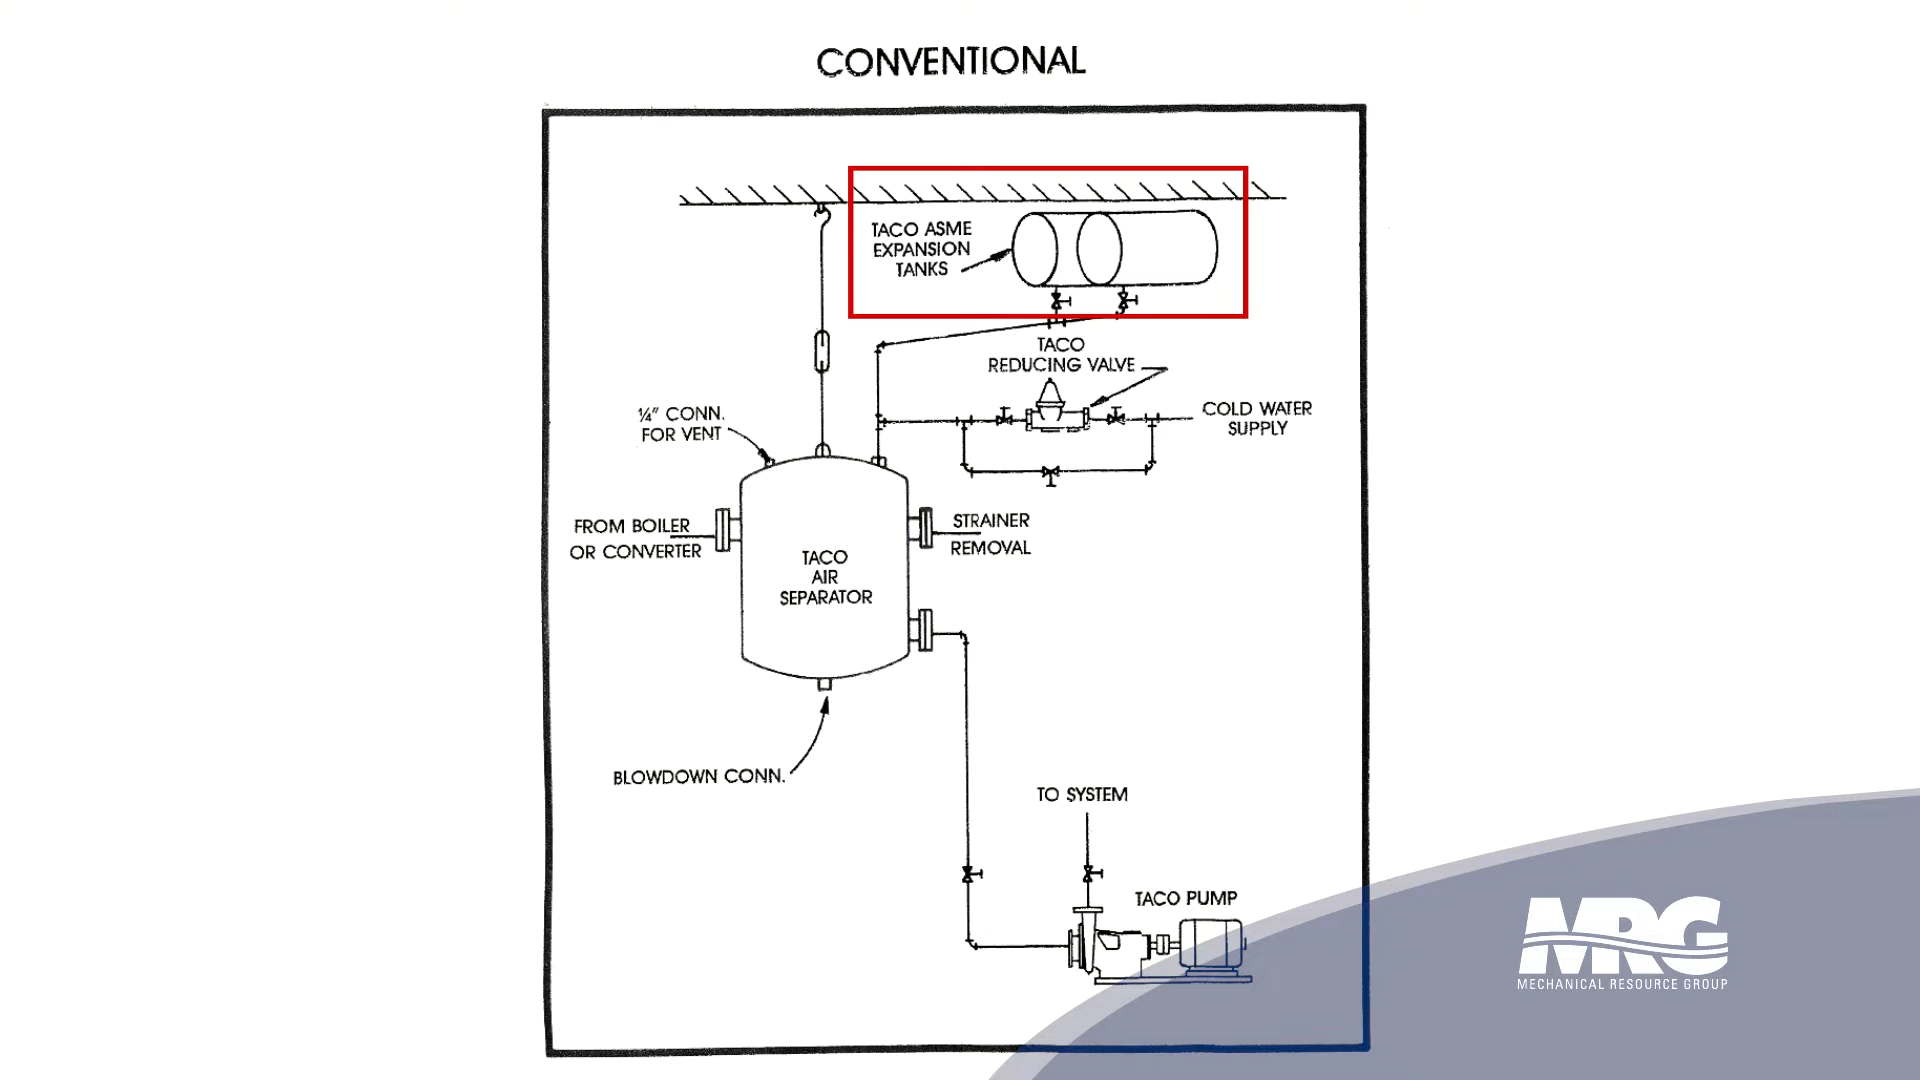 CONVENTIONAL
TACO ASME
EXPANSION
TANKS
TACO
REDUCING VALVE
COLD WATER
SUPPLY
¼" CONN.
FOR VENT
FROM BOILER
OR CONVERTER
STRAINER
REMOVAL
TACO
AIR
SEPARATOR
BLOWDOWN CONN.
TO SYSTEM
TACO PUMP
MRG
MECHANICAL RESOURCE GROUP